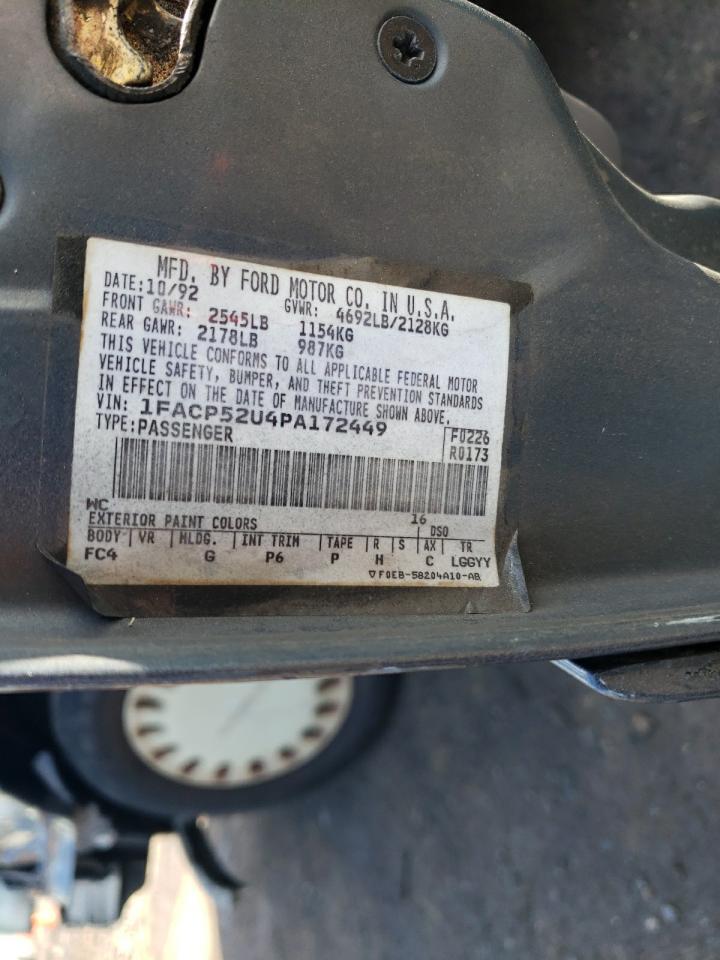 MFD. BY FORD MOTOR CO. IN U.S.A.
DATE: 10/92 GVWR: 4692LB/2128KG
FRONT GAWR: 2545LB 1154KG
REAR GAWR: 2178LB 987KG
THIS VEHICLE CONFORMS TO ALL APPLICABLE FEDERAL MOTOR
VEHICLE SAFETY, BUMPER, AND THEFT PREVENTION STANDARDS
IN EFFECT ON THE DATE OF MANUFACTURE SHOWN ABOVE.
VIN: 1FACP52U4PA172449
TYPE: PASSENGER F0226
R0173
WC 16
EXTERIOR PAINT COLORS DSO
BODY VR MLDG. INT TRIM TAPE R S AX TR
FC4 G P6 P H C LGGYY
▽F0EB-58204A10-AB